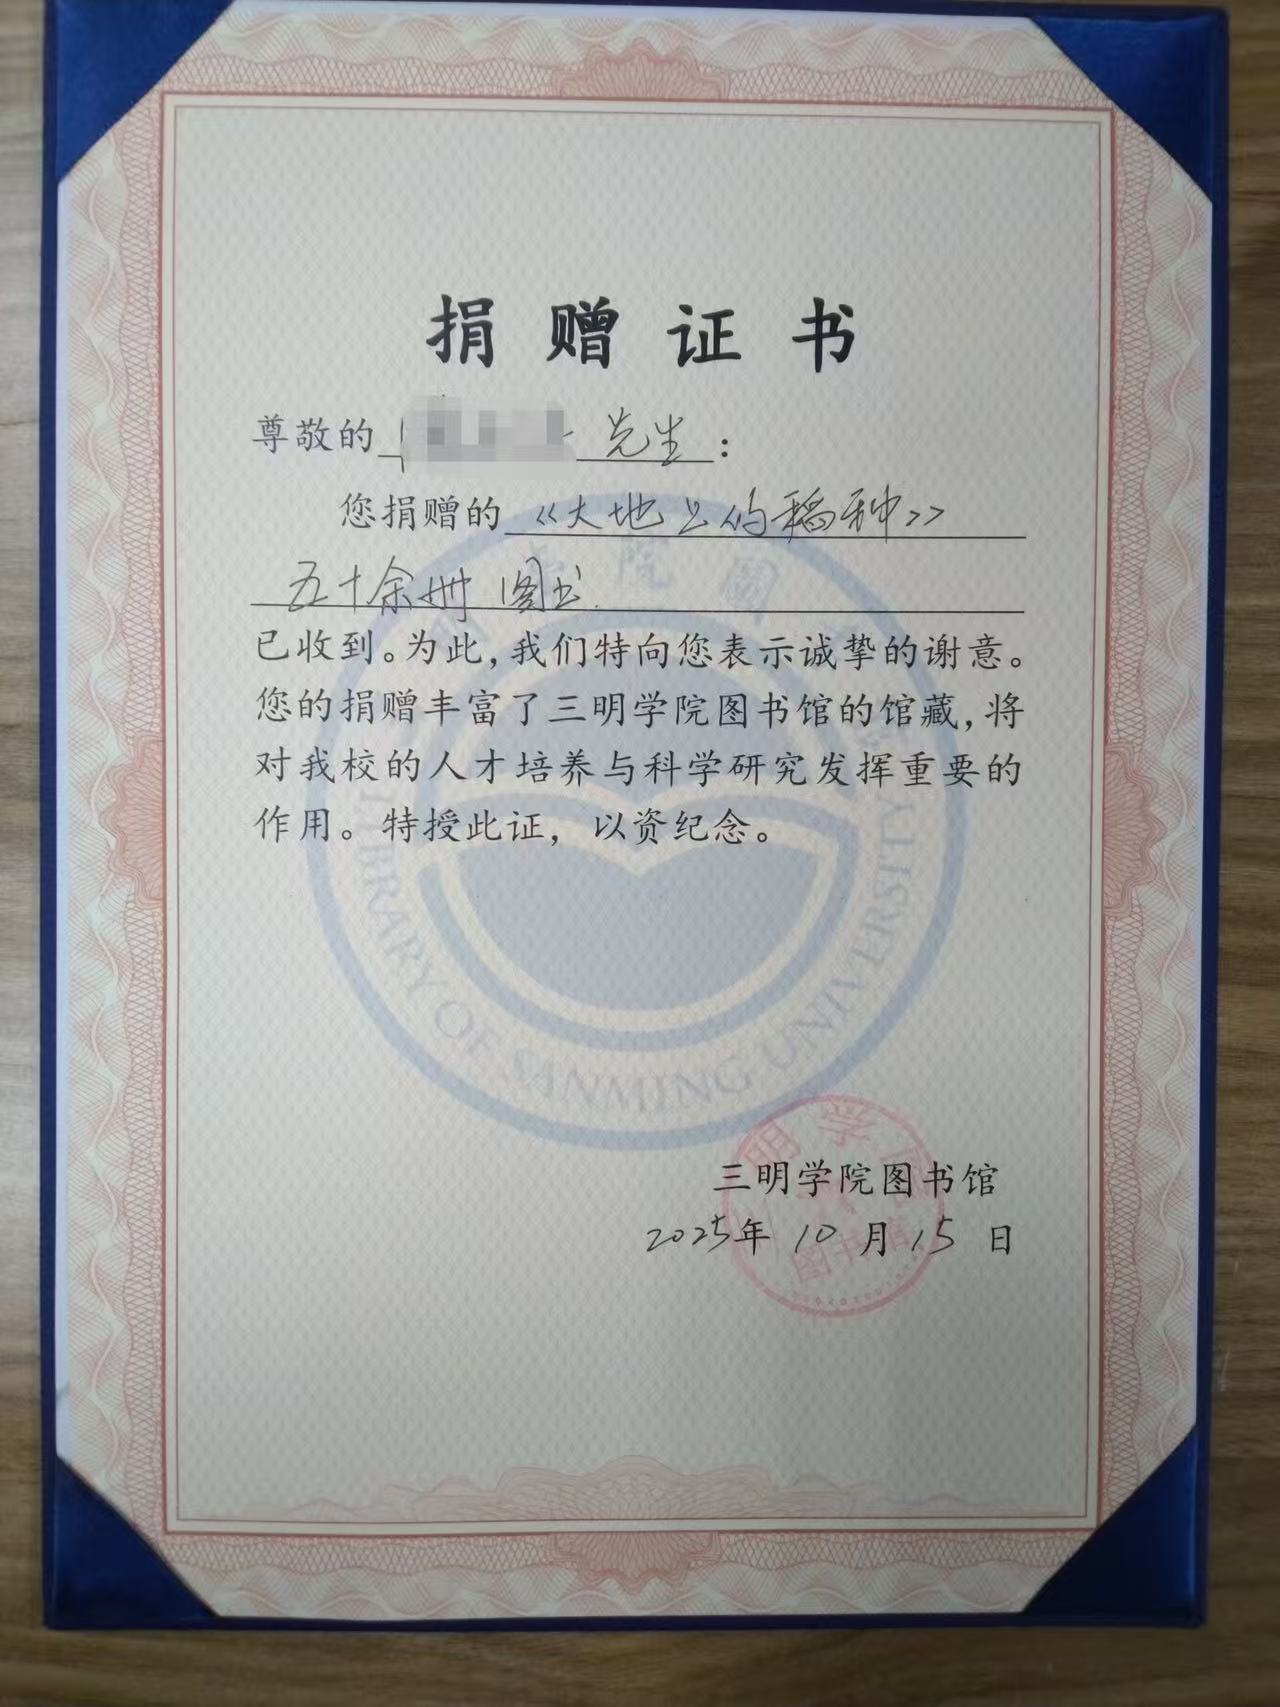 捐赠证书
尊敬的 先生：
您捐赠的《大地上的稻种》
五十余册图书
已收到。为此，我们特向您表示诚挚的谢意。
您的捐赠丰富了三明学院图书馆的馆藏，将
对我校的人才培养与科学研究发挥重要的
作用。特授此证，以资纪念。
LIBRARY OF SANMING UNIVERSITY
三明学院图书馆
2025年10月15日